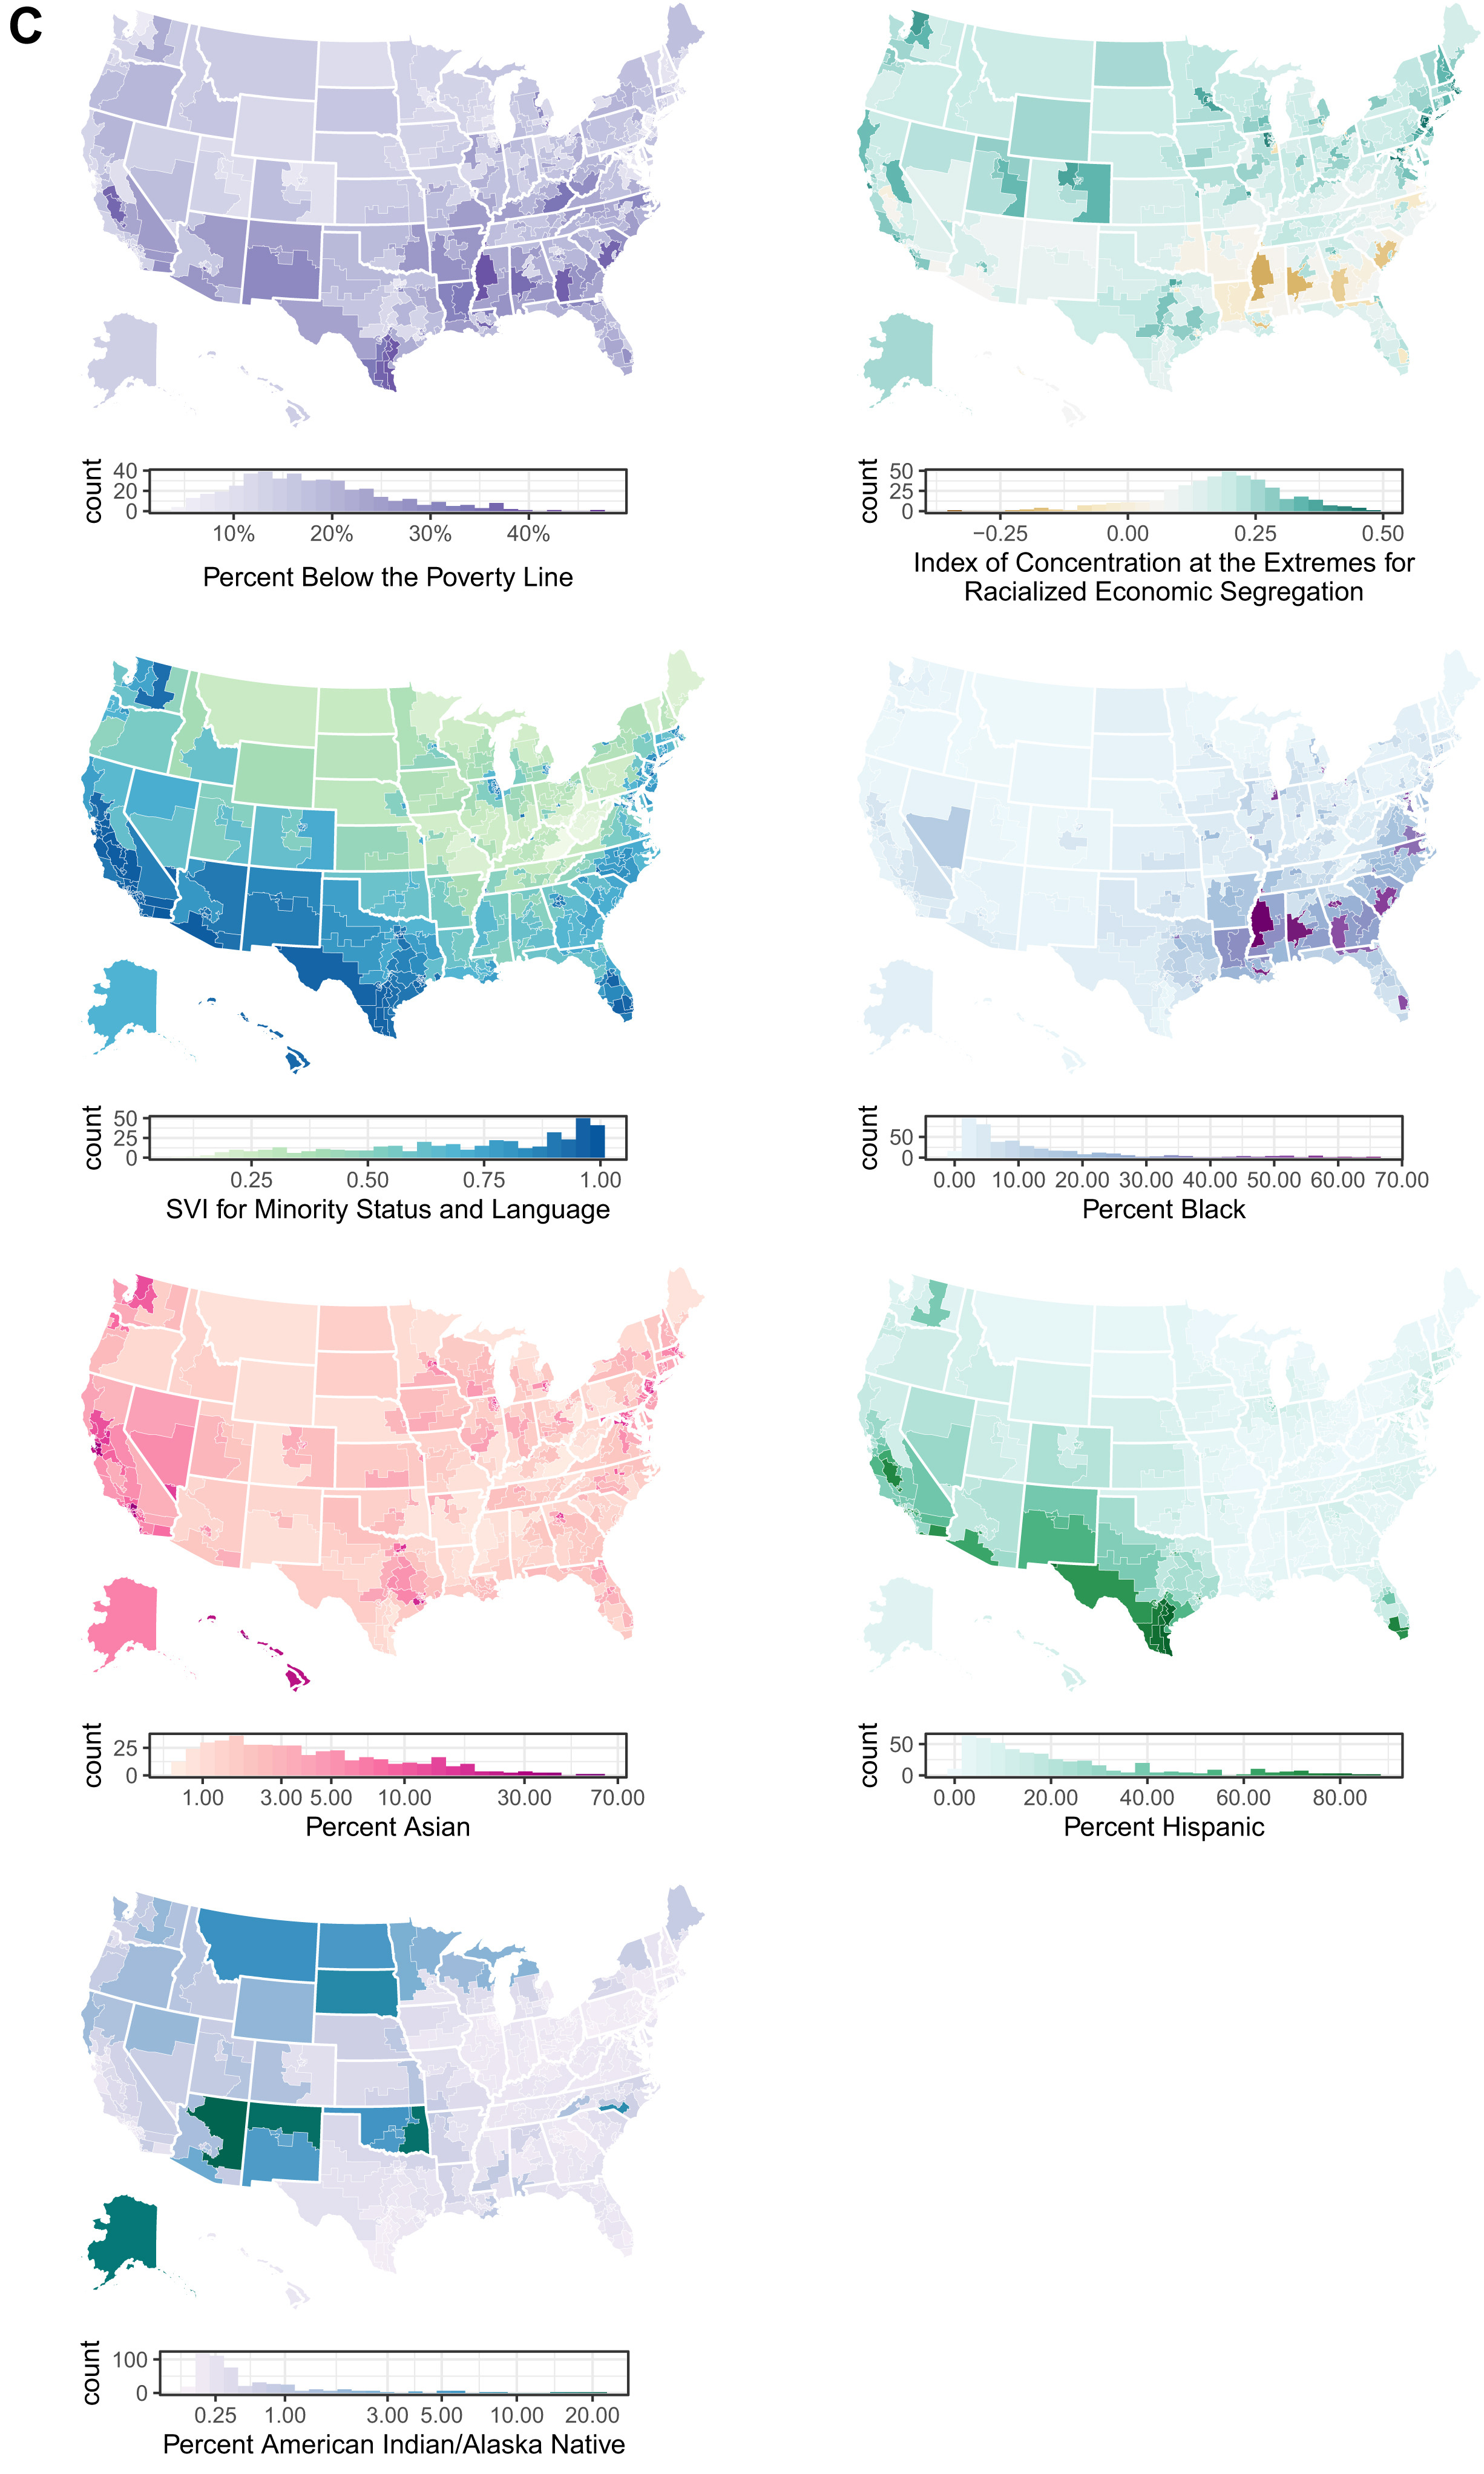 C
count
40
20
0
10% 20% 30% 40%
Percent Below the Poverty Line
count
50
25
0
−0.25 0.00 0.25 0.50
Index of Concentration at the Extremes for
Racialized Economic Segregation
count
50
25
0
0.25 0.50 0.75 1.00
SVI for Minority Status and Language
count
50
0
0.00 10.00 20.00 30.00 40.00 50.00 60.00 70.00
Percent Black
count
25
0
1.00 3.00 5.00 10.00 30.00 70.00
Percent Asian
count
50
0
0.00 20.00 40.00 60.00 80.00
Percent Hispanic
count
100
0
0.25 1.00 3.00 5.00 10.00 20.00
Percent American Indian/Alaska Native